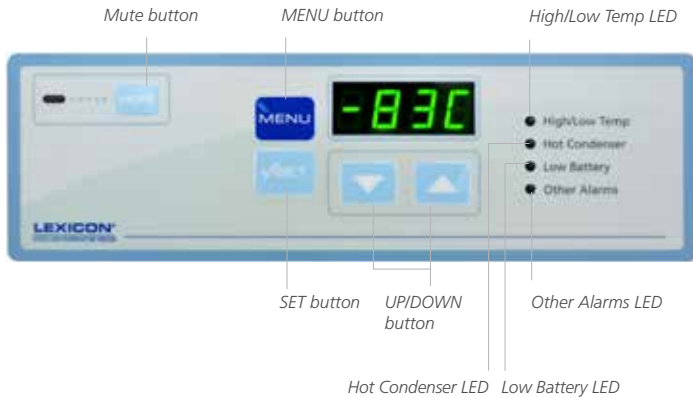 Mute button
MENU button
High/Low Temp LED
MENU
-83C
High/Low Temp
Hot Condenser
Low Battery
Other Alarms
LEXICON
SET button
UP/DOWN
button
Other Alarms LED
Hot Condenser LED
Low Battery LED